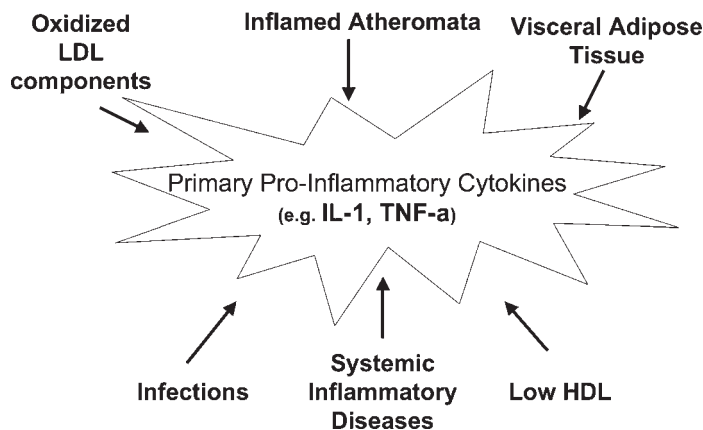 Oxidized
LDL
components
Inflamed Atheromata
Visceral Adipose
Tissue
Primary Pro-Inflammatory Cytokines
(e.g. IL-1, TNF-a)
Infections
Systemic
Inflammatory
Diseases
Low HDL